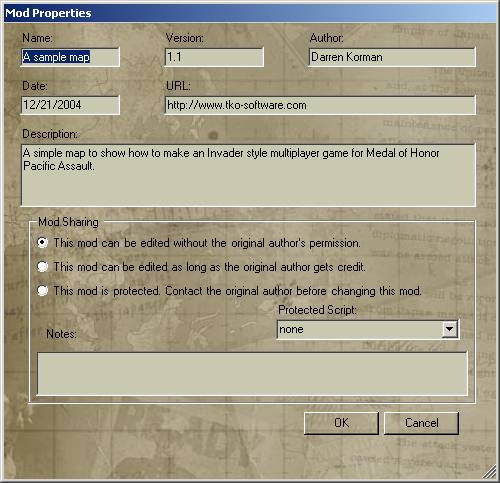 Mod Properties
Name: Version: Author:
A sample map 1.1 Darren Korman
Date: URL:
12/21/2004 http://www.tko-software.com
Description:
A simple map to show how to make an Invader style multiplayer game for Medal of Honor
Pacific Assault.
Mod Sharing
This mod can be edited without the original author's permission.
This mod can be edited as long as the original author gets credit.
This mod is protected. Contact the original author before changing this mod.
Protected Script:
none
Notes:
READY
OK Cancel